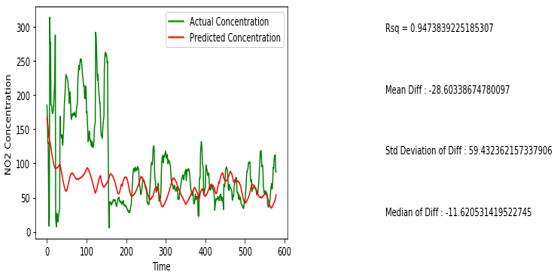 Actual Concentration
Predicted Concentration
NO2 Concentration
300
250
200
150
100
50
0
0
100
200
300
400
500
600
Time
Rsq = 0.9473839225185307
Mean Diff : -28.60338674780097
Std Deviation of Diff : 59.432362157337906
Median of Diff : -11.620531419522745